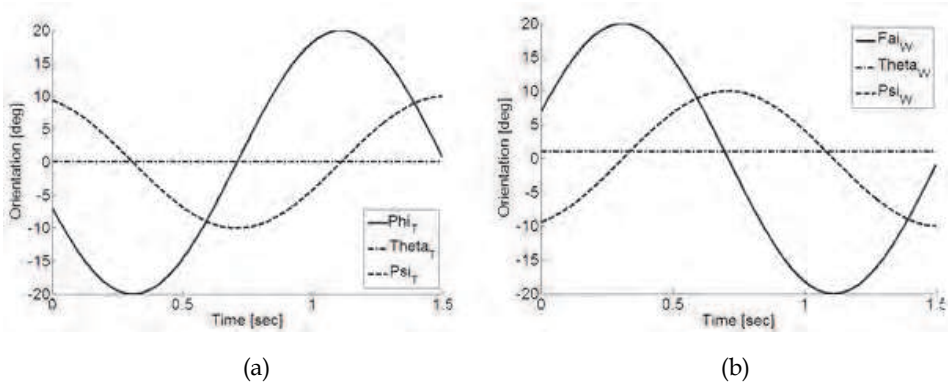 20
15
10
5
0
-5
-10
-15
-20
Orientation [deg]
0
0.5
1
1.5
Time [sec]
Phi_T
Theta_T
Psi_T
(a)
20
15
10
5
0
-5
-10
-15
-20
Orientation [deg]
0
0.5
1
1.5
Time [sec]
Fai_W
Theta_W
Psi_W
(b)